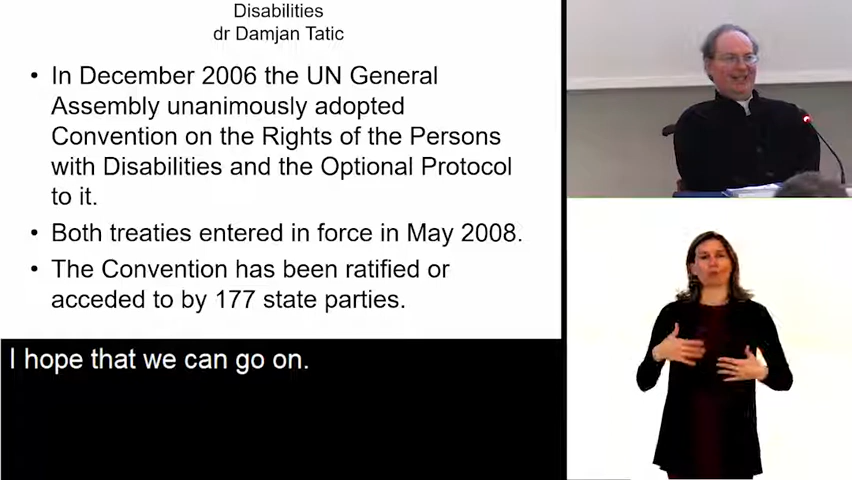 Disabilities
dr Damjan Tatic
• In December 2006 the UN General
Assembly unanimously adopted
Convention on the Rights of the Persons
with Disabilities and the Optional Protocol
to it.
• Both treaties entered in force in May 2008.
• The Convention has been ratified or
acceded to by 177 state parties.
I hope that we can go on.